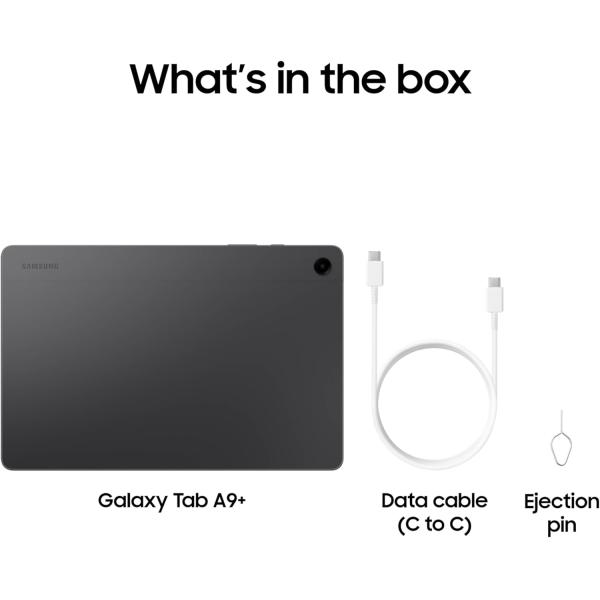 What's in the box
SAMSUNG
Galaxy Tab A9+
Data cable
(C to C)
Ejection
pin